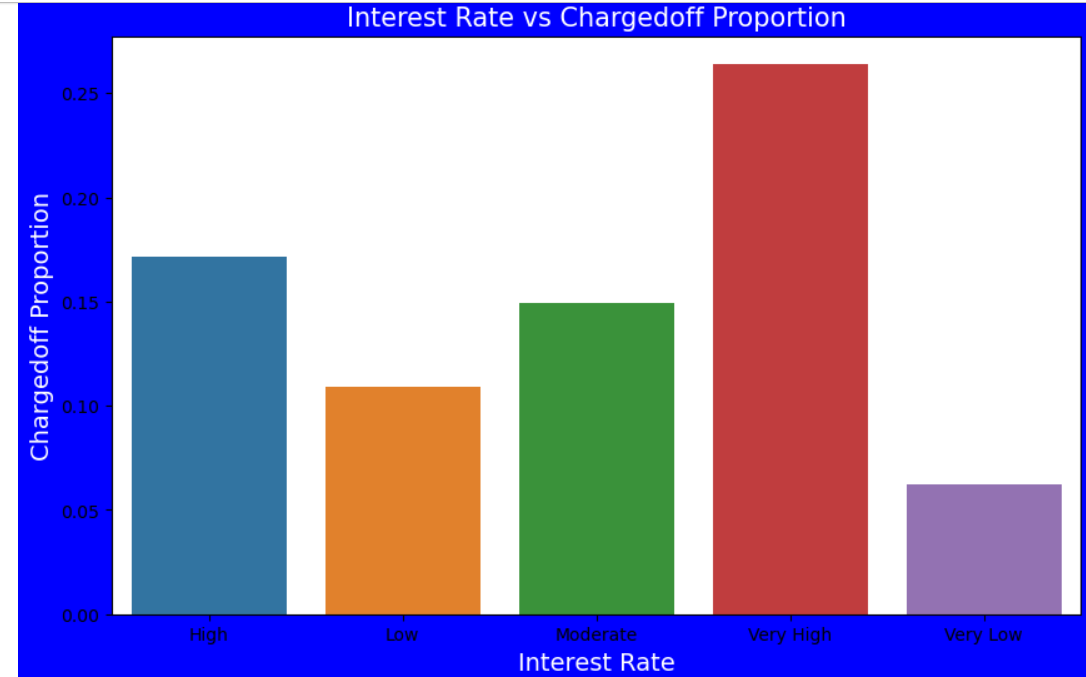 Interest Rate vs Chargedoff Proportion
Chargedoff Proportion
0.25
0.20
0.15
0.10
0.05
0.00
High Low Moderate Very High Very Low
Interest Rate